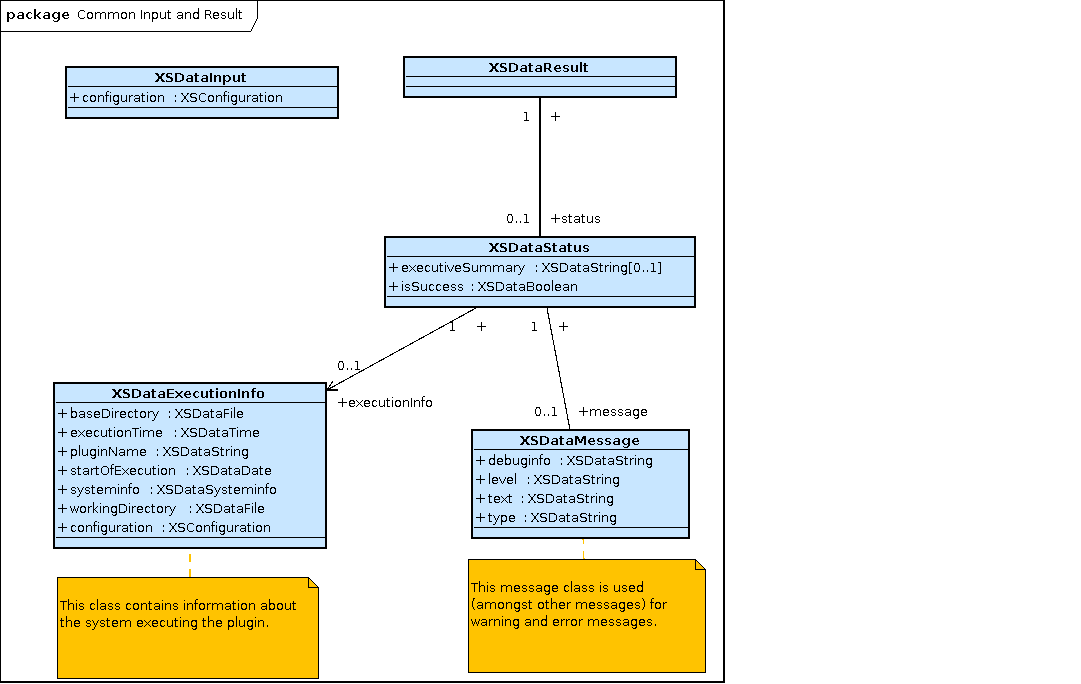 package Common Input and Result
XSDataInput
+ configuration : XSConfiguration
XSDataResult
1 +
0..1 +status
XSDataStatus
+ executiveSummary : XSDataString[0..1]
+ isSuccess : XSDataBoolean
1 +
1 +
0..1
+executionInfo
0..1 +message
XSDataExecutionInfo
+ baseDirectory : XSDataFile
+ executionTime : XSDataTime
+ pluginName : XSDataString
+ startOfExecution : XSDataDate
+ systeminfo : XSDataSysteminfo
+ workingDirectory : XSDataFile
+ configuration : XSConfiguration
XSDataMessage
+ debuginfo : XSDataString
+ level : XSDataString
+ text : XSDataString
+ type : XSDataString
This class contains information about
the system executing the plugin.
This message class is used
(amongst other messages) for
warning and error messages.